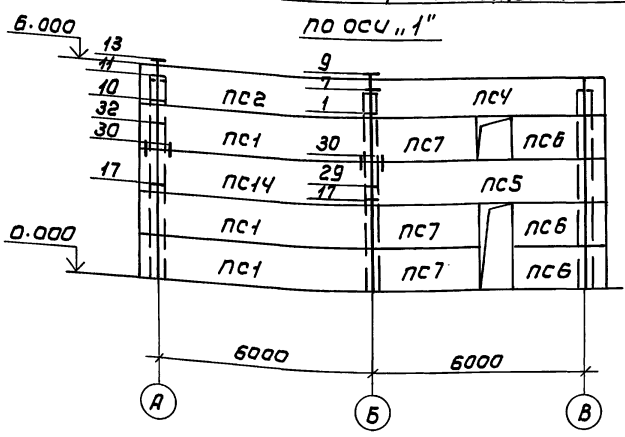 по оси „1"
6.000
13
11
10
32
30
17
9
7
1
30
29
17
пс2
пс4
пс1
пс7
пс6
пс14
пс5
пс1
пс7
пс6
0.000
пс1
пс7
пс6
6000
6000
А
Б
В